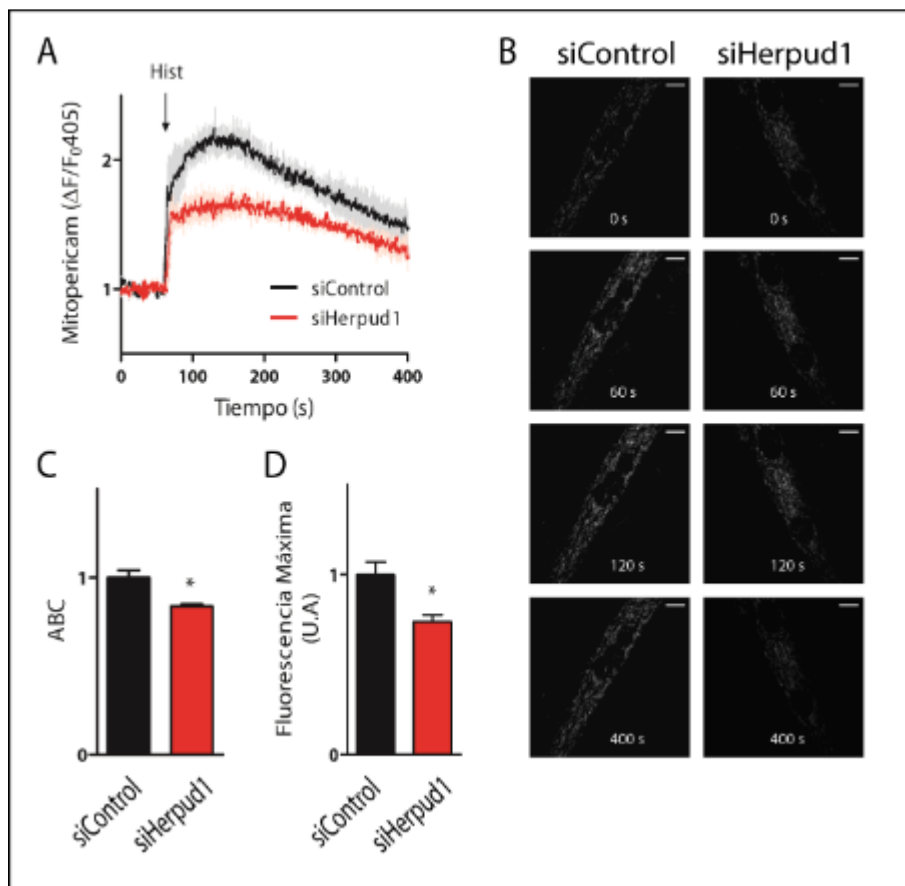 A
Hist
Mitopericam (ΔF/F₀405)
2
1
siControl
siHerpud1
0
100
200
300
400
Tiempo (s)
B
siControl
siHerpud1
0 s
0 s
60 s
60 s
120 s
120 s
400 s
400 s
C
ABC
1
0
*
siControl
siHerpud1
D
Fluorescencia Máxima
(U.A)
1
0
*
siControl
siHerpud1